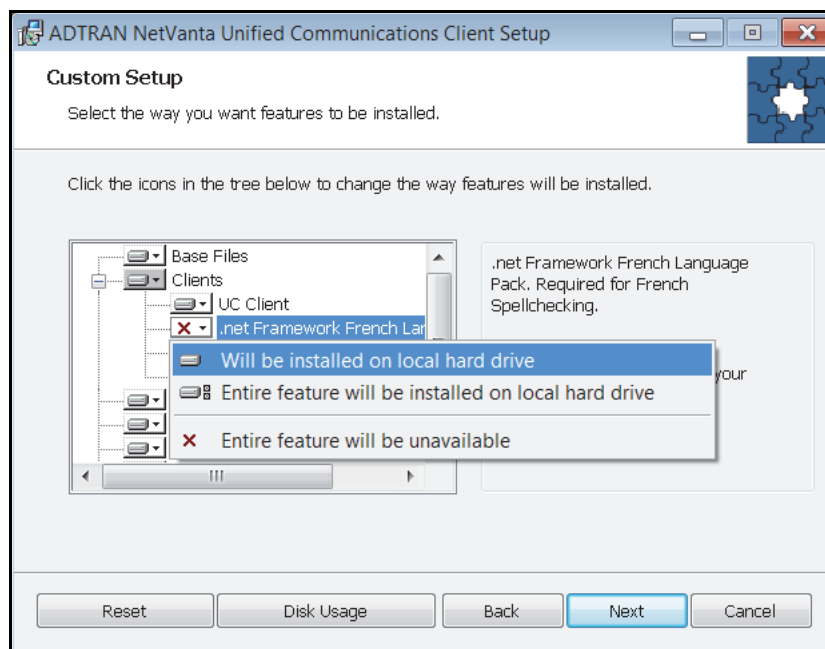 ADTRAN NetVanta Unified Communications Client Setup
Custom Setup
Select the way you want features to be installed.
Click the icons in the tree below to change the way features will be installed.
Base Files
Clients
UC Client
.net Framework French Lan
.net Framework French Language
Pack. Required for French
Spellchecking.
your
Will be installed on local hard drive
Entire feature will be installed on local hard drive
Entire feature will be unavailable
Reset
Disk Usage
Back
Next
Cancel